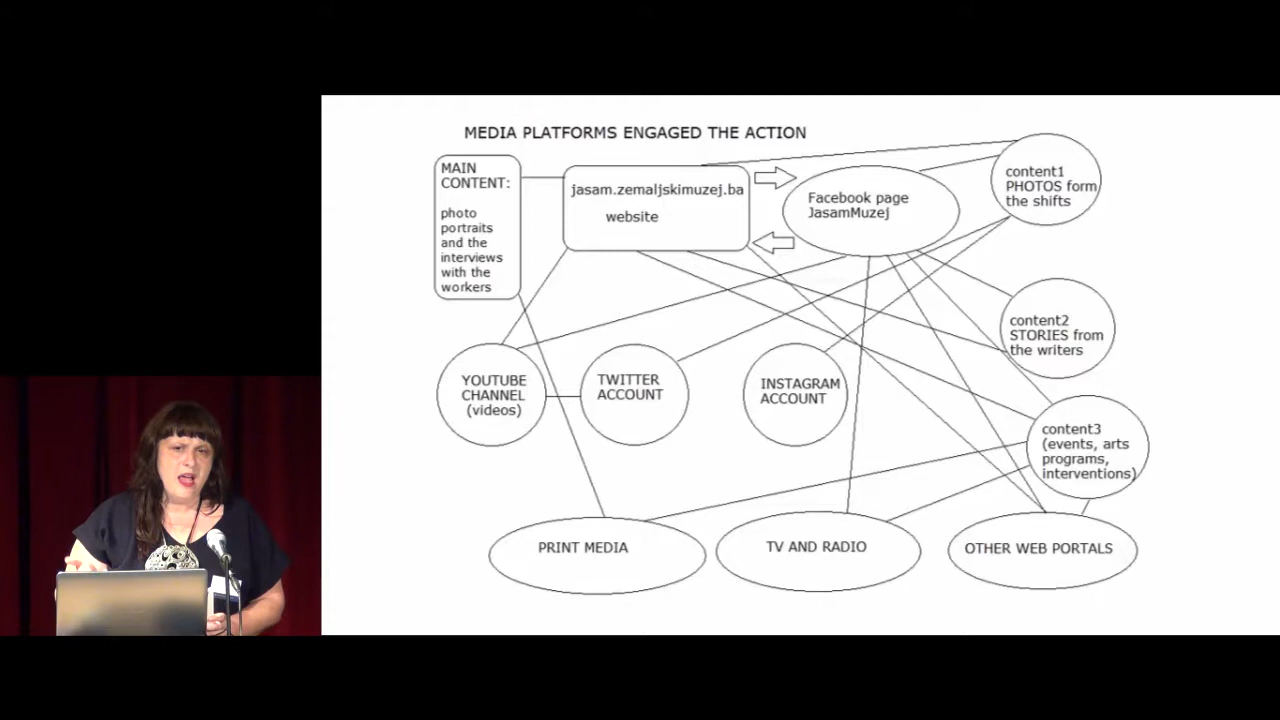 MEDIA PLATFORMS ENGAGED THE ACTION
MAIN
CONTENT:
photo
portraits
and the
interviews
with the
workers
jasam.zemaljskimuzej.ba
website
Facebook page
JasamMuzej
content1
PHOTOS form
the shifts
content2
STORIES from
the writers
YOUTUBE
CHANNEL
(videos)
TWITTER
ACCOUNT
INSTAGRAM
ACCOUNT
content3
(events, arts
programs,
interventions)
PRINT MEDIA
TV AND RADIO
OTHER WEB PORTALS